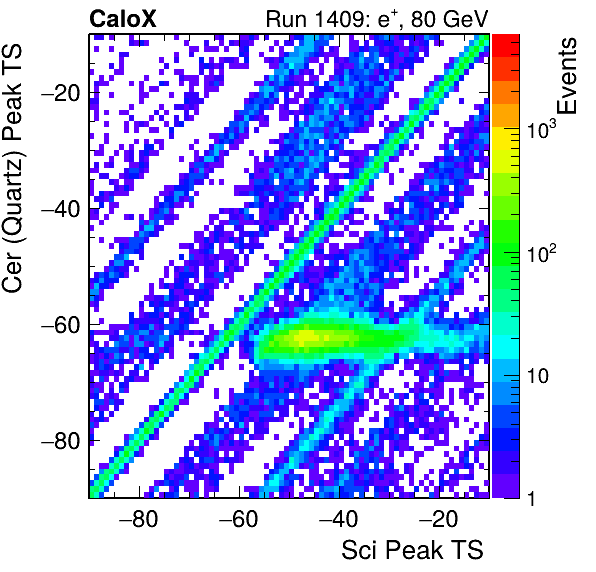 CaloX Run 1409: e⁺, 80 GeV
Cer (Quartz) Peak TS
−20
−40
−60
−80
−80 −60 −40 −20
Sci Peak TS
Events
10³
10²
10
1